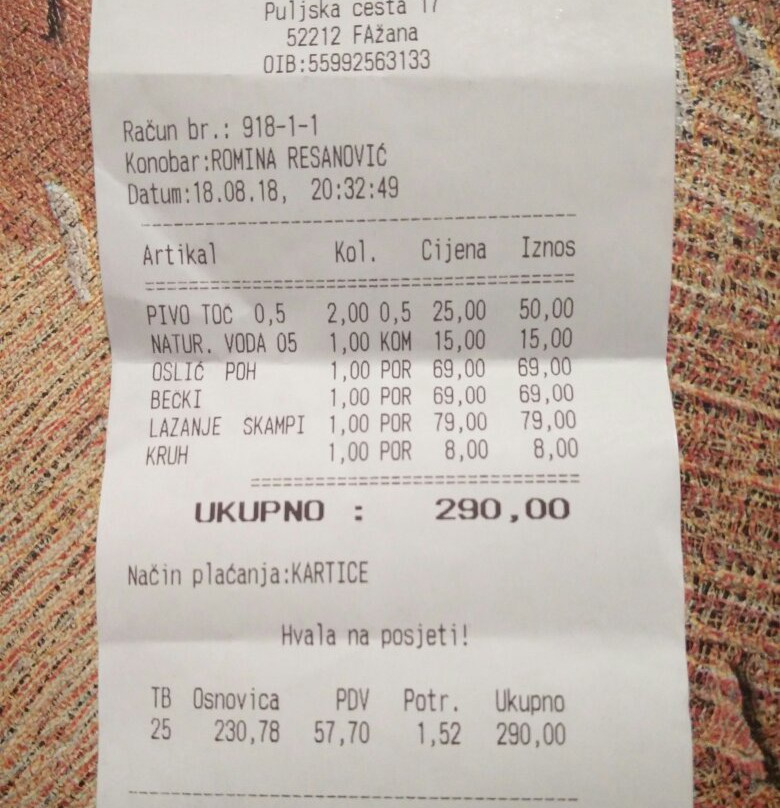 Puljska cesta 17
52212 FAžana
OIB:55992563133
Račun br.: 918-1-1
Konobar:ROMINA RESANOVIĆ
Datum:18.08.18, 20:32:49
Artikal Kol. Cijena Iznos
PIVO TOČ 0,5 2,00 0,5 25,00 50,00
NATUR. VODA 05 1,00 KOM 15,00 15,00
OSLIĆ POH 1,00 POR 69,00 69,00
BEČKI 1,00 POR 69,00 69,00
LAZANJE SKAMPI 1,00 POR 79,00 79,00
KRUH 1,00 POR 8,00 8,00
UKUPNO : 290,00
Način plaćanja:KARTICE
Hvala na posjeti!
TB Osnovica PDV Potr. Ukupno
25 230,78 57,70 1,52 290,00